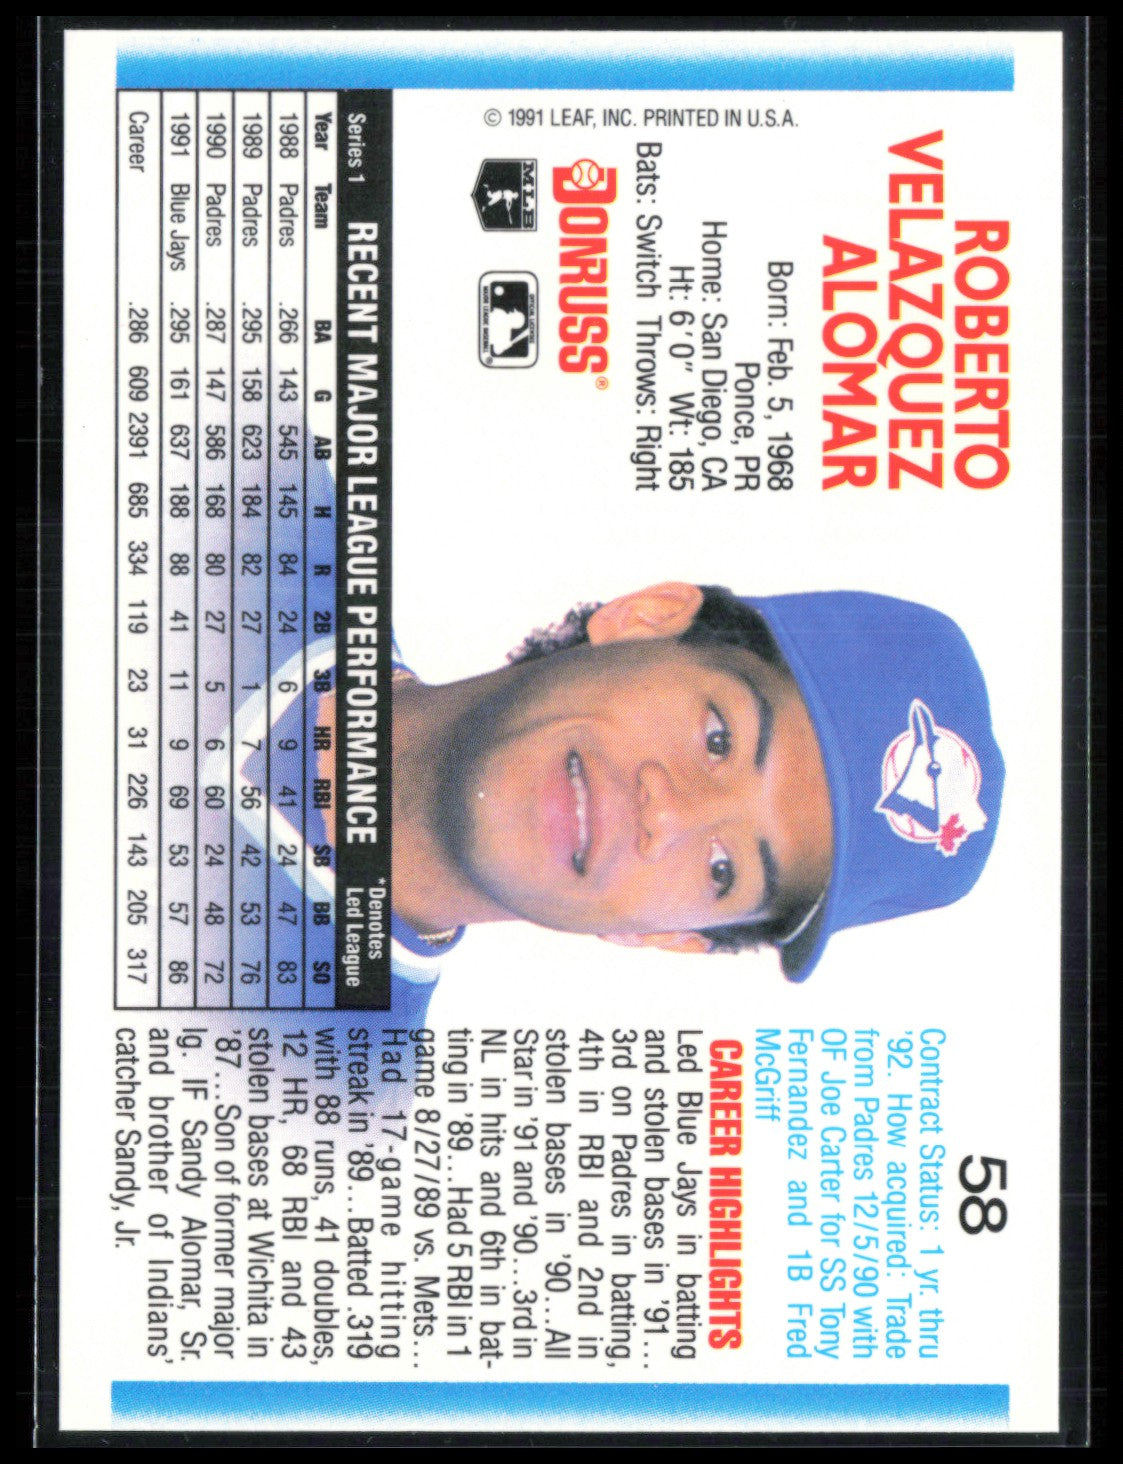 ROBERTO
VELAZQUEZ
ALOMAR
Born: Feb. 5, 1968
Ponce, PR
Home: San Diego, CA
Ht: 6'0" Wt: 185
Bats: Switch Throws: Right
DONRUSS®
MLB
© 1991 LEAF, INC. PRINTED IN U.S.A.
58
Contract Status: 1 yr. thru
'92. How acquired: Trade
from Padres 12/5/90 with
OF Joe Carter for SS Tony
Fernandez and 1B Fred
McGriff
CAREER HIGHLIGHTS
Led Blue Jays in batting
and stolen bases in '91...
3rd on Padres in batting,
4th in RBI and 2nd in
stolen bases in '90...All
Star in '91 and '90...3rd in
NL in hits and 6th in bat-
ting in '89...Had 5 RBI in 1
game 8/27/89 vs. Mets...
Had 17-game hitting
streak in '89...Batted .319
with 88 runs, 41 doubles,
12 HR, 68 RBI and 43
stolen bases at Wichita in
'87...Son of former major
lg. IF Sandy Alomar, Sr.
and brother of Indians'
catcher Sandy, Jr.
Series 1 RECENT MAJOR LEAGUE PERFORMANCE *Denotes
Led League
Year Team BA G AB H R 2B 3B HR RBI SB BB SO
1988 Padres .266 143 545 145 84 24 6 9 41 24 47 83
1989 Padres .295 158 623 184 82 27 1 7 56 42 53 76
1990 Padres .287 147 586 168 80 27 5 6 60 24 48 72
1991 Blue Jays .295 161 637 188 88 41 11 9 69 53 57 86
Career .286 609 2391 685 334 119 23 31 226 143 205 317